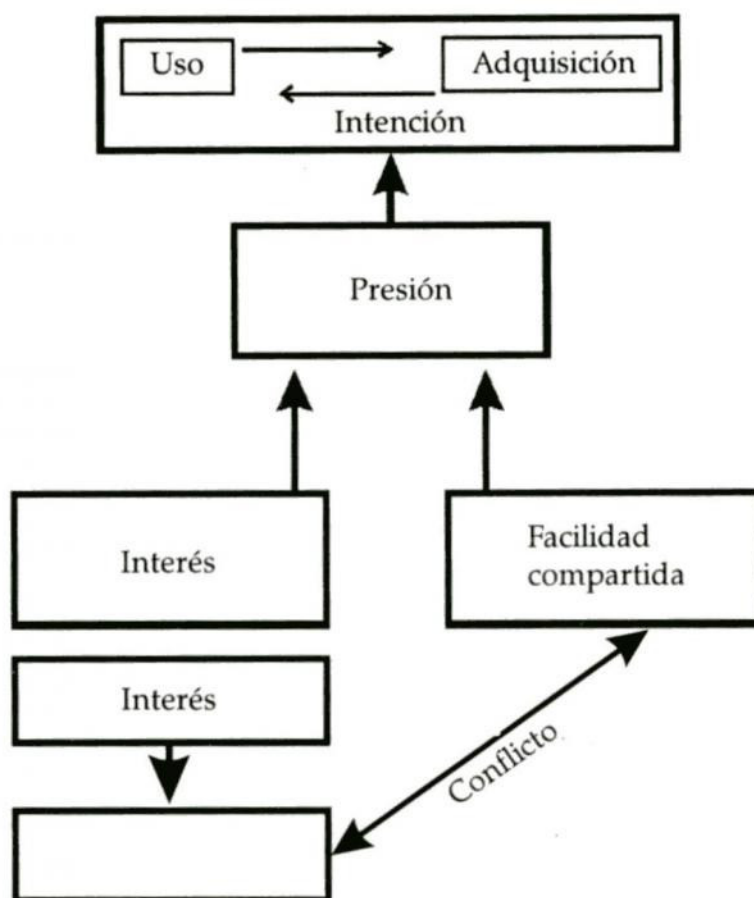 Uso
Adquisición
Intención
Presión
Interés
Facilidad
compartida
Interés
Conflicto